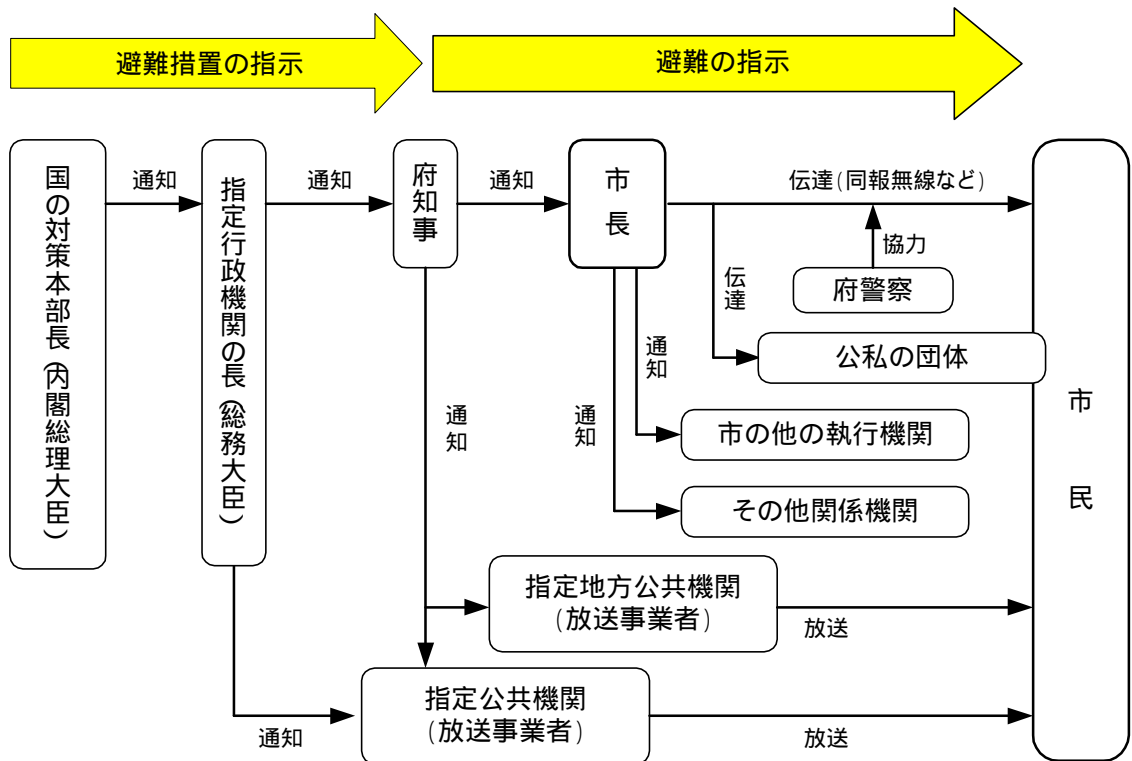 避難措置の指示
避難の指示
国の対策本部長(内閣総理大臣)
通知
指定行政機関の長(総務大臣)
通知
府知事
通知
市長
伝達(同報無線など)
協力
府警察
伝達
公私の団体
通知
市の他の執行機関
通知
その他関係機関
通知
指定地方公共機関
(放送事業者)
放送
通知
指定公共機関
(放送事業者)
放送
市民